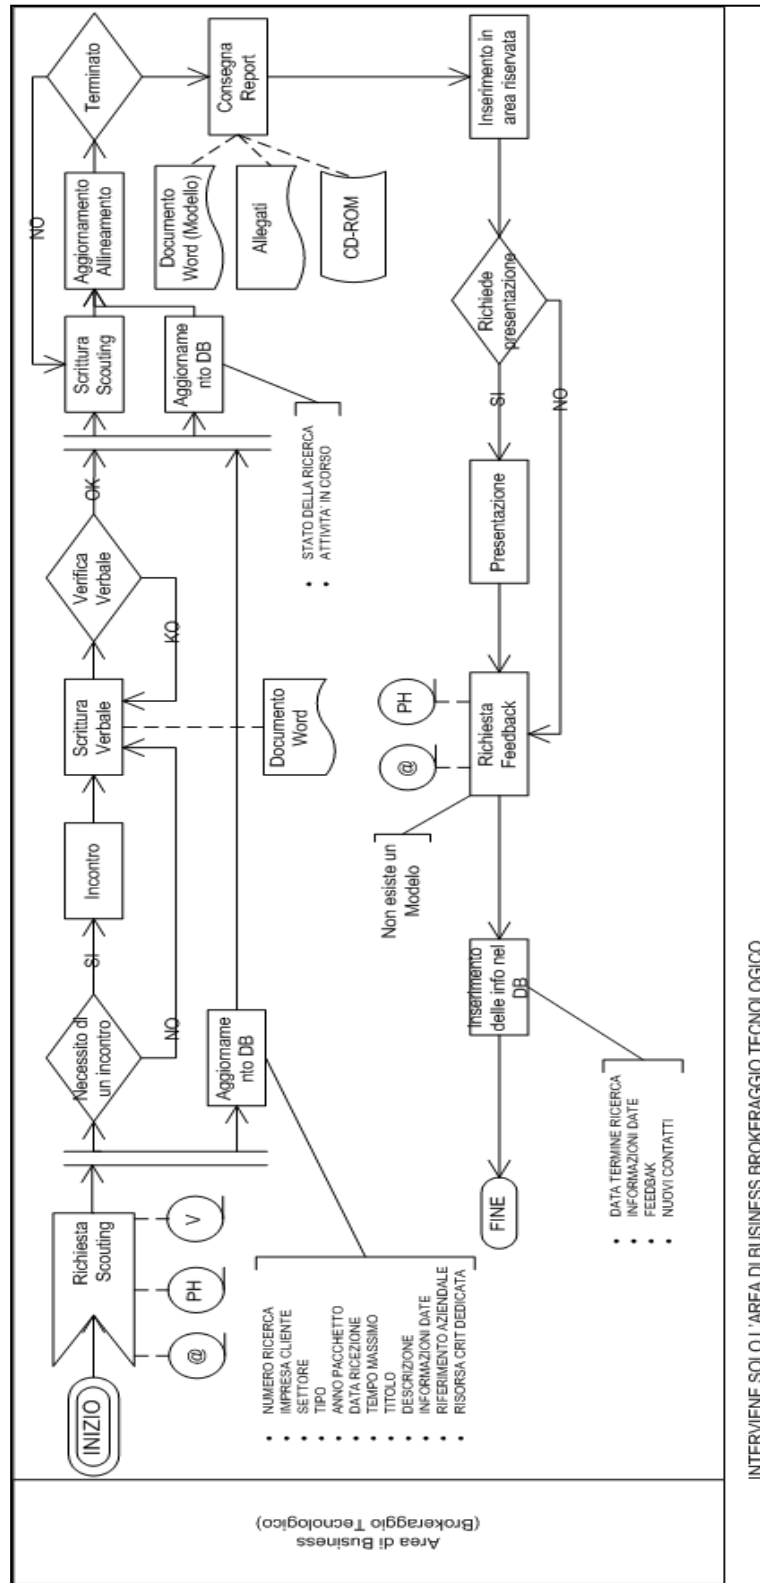 Area di Business
(Brokeraggio Tecnologico)
INIZIO
Richiesta
Scouting
@
PH
V
Necessito di
un incontro
SI
NO
Incontro
Scrittura
Verbale
Documento
Word
Verifica
Verbale
KO
OK
Aggiorname
nto DB
NUMERO RICERCA
IMPRESA CLIENTE
SETTORE
TIPO
ANNO PACCHETTO
DATA RICEZIONE
TEMPO MASSIMO
TITOLO
DESCRIZIONE
INFORMAZIONI DATE
RIFERIMENTO AZIENDALE
RISORSA CRIT DEDICATA
Scrittura
Scouting
Aggiorname
nto DB
STATO DELLA RICERCA
ATTIVITA' IN CORSO
Aggiornamento
Allineamento
Terminato
NO
Consegna
Report
Documento
Word (Modello)
Allegati
CD-ROM
Inserimento in
area riservata
Richiede
presentazione
SI
NO
Presentazione
Richiesta
Feedback
@
PH
Non esiste un
Modelo
Inserimento
delle info nel
DB
DATA TERMINE RICERCA
INFORMAZIONI DATE
FEEDBAK
NUOVI CONTATTI
FINE
INTERVIENE SOLO L'AREA DI BUSINESS BROKERAGGIO TECNOLOGICO